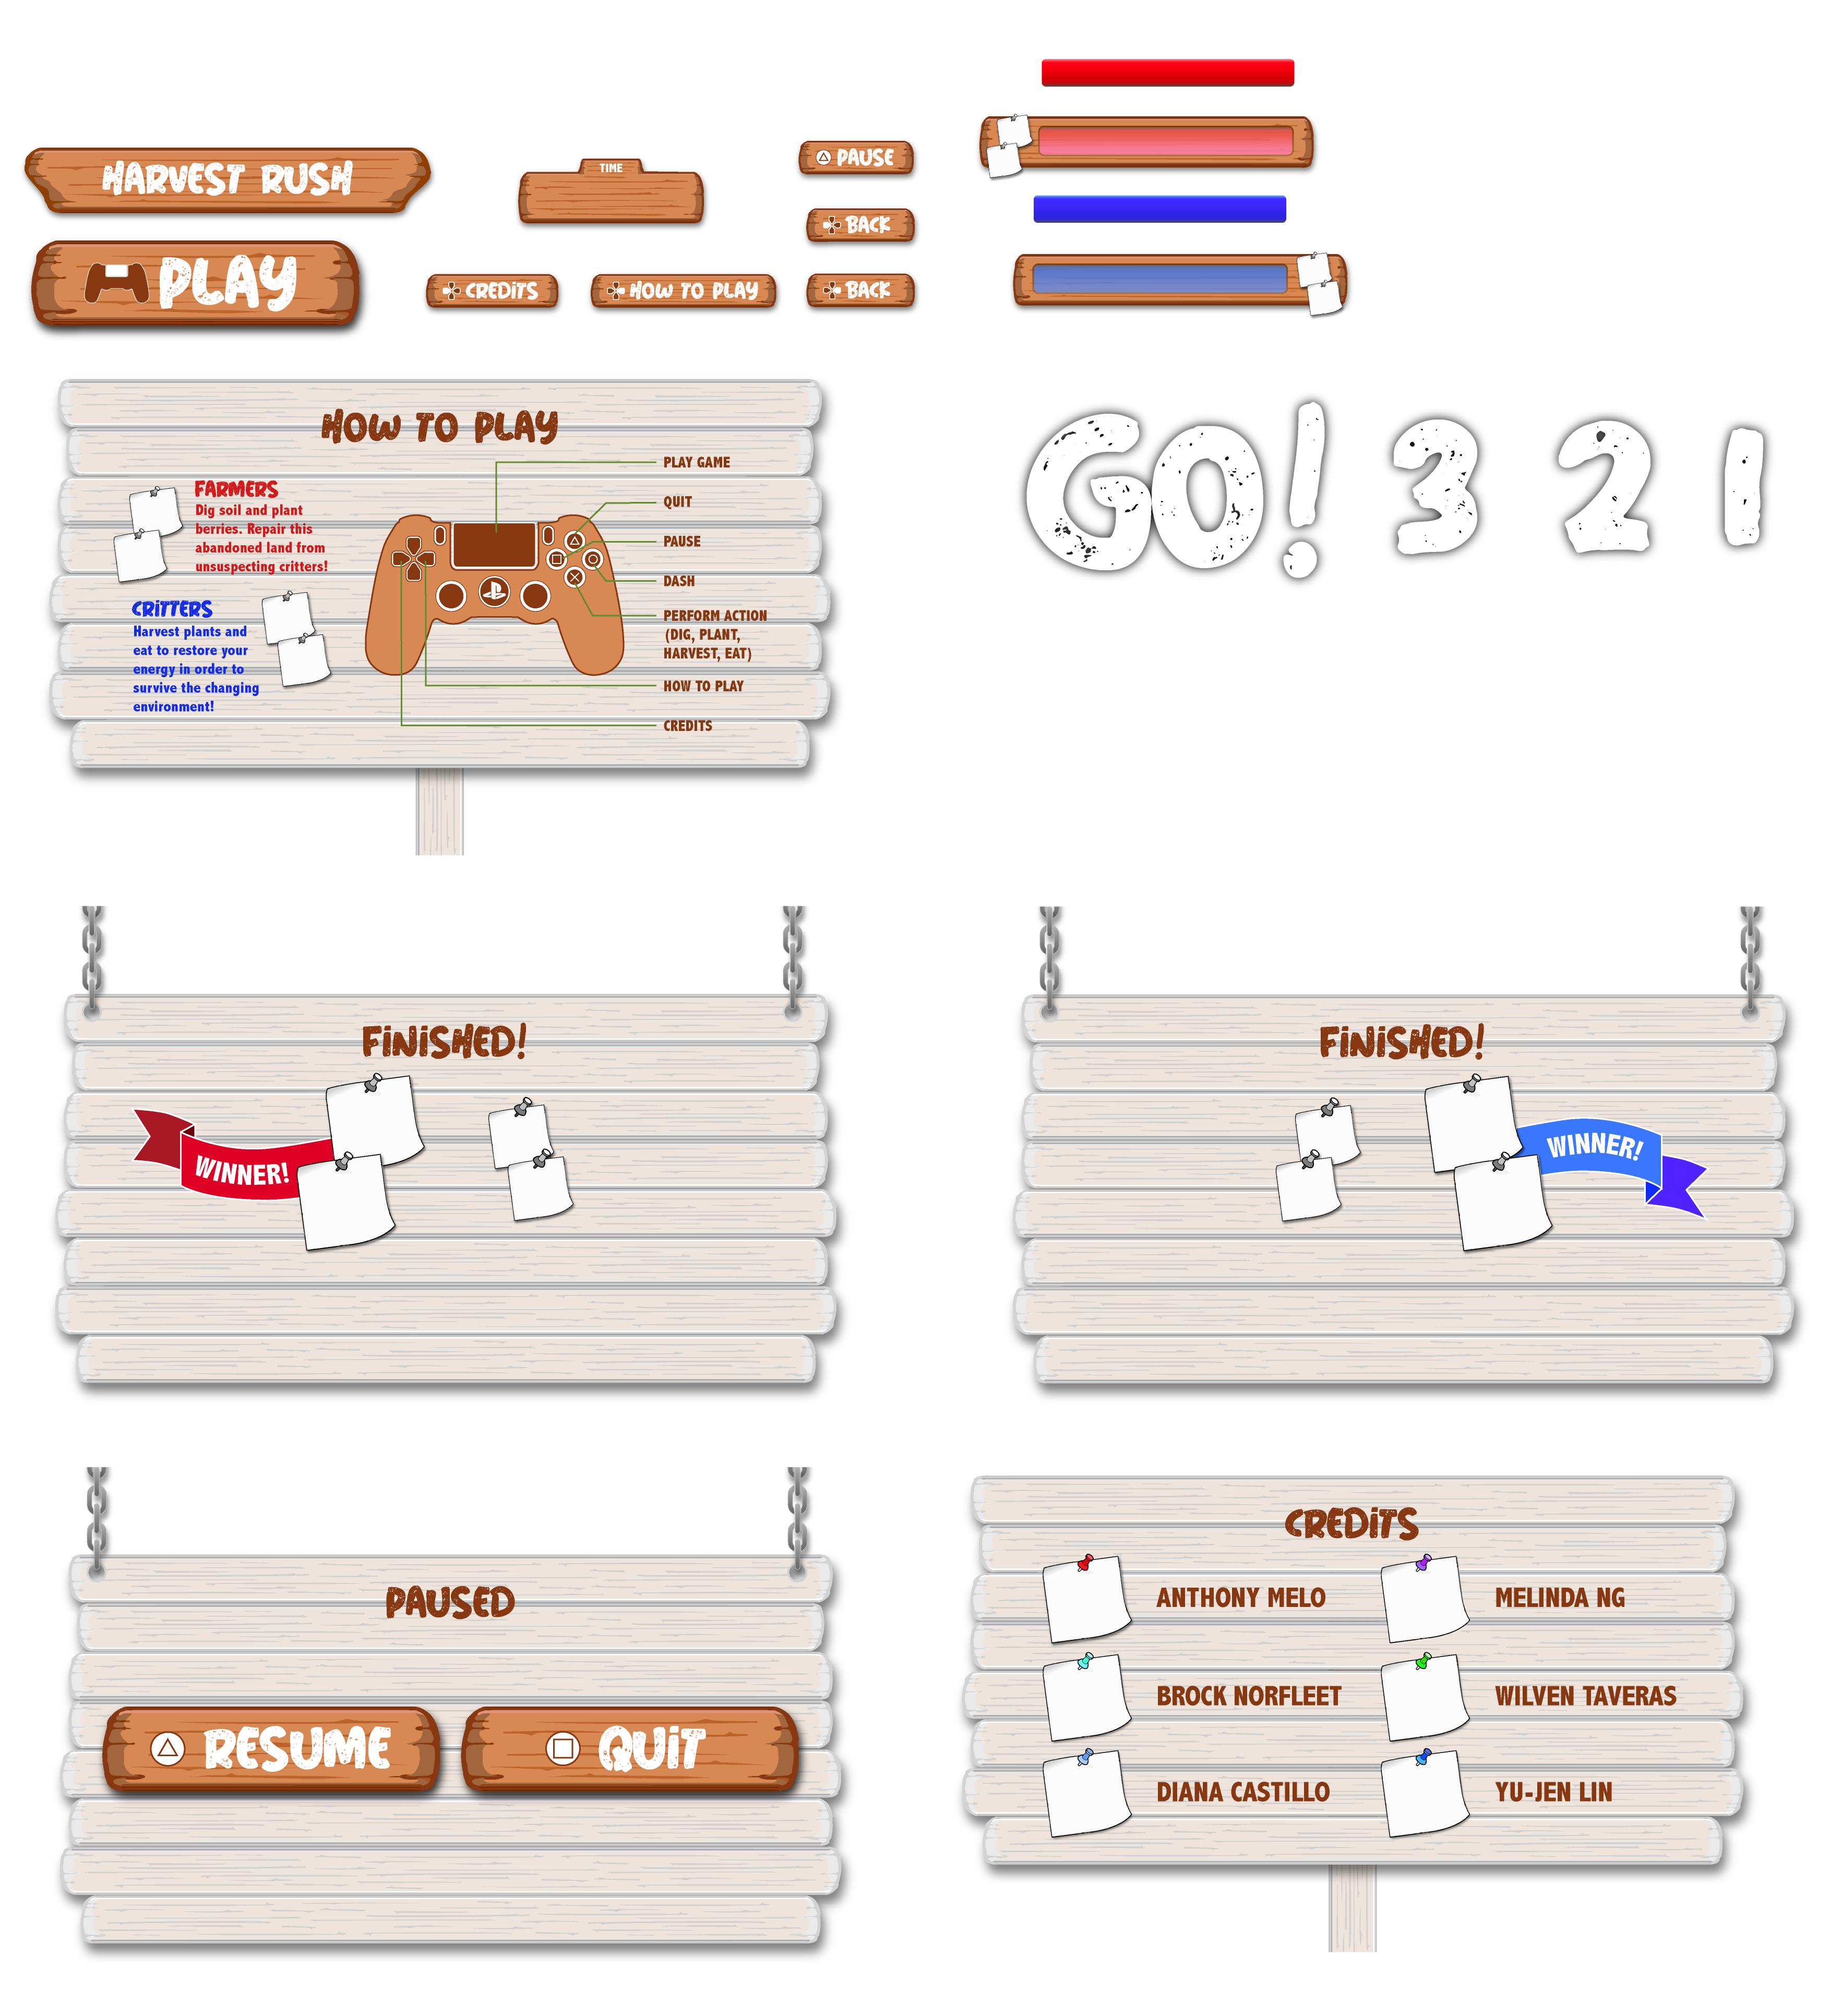 HARVEST RUSH
PLAY
TIME
PAUSE
BACK
CREDiTS
HOW TO PLAY
BACK
HOW TO PLAY
FARMERS
Dig soil and plant
berries. Repair this
abandoned land from
unsuspecting critters!
CRiTTERS
Harvest plants and
eat to restore your
energy in order to
survive the changing
environment!
PLAY GAME
QUIT
PAUSE
DASH
PERFORM ACTION
(DIG, PLANT,
HARVEST, EAT)
HOW TO PLAY
CREDITS
GO! 3 2 1
FiNiSHED!
WINNER!
FiNiSHED!
WINNER!
PAUSED
RESUME
QUiT
CREDiTS
ANTHONY MELO
MELINDA NG
BROCK NORFLEET
WILVEN TAVERAS
DIANA CASTILLO
YU-JEN LIN